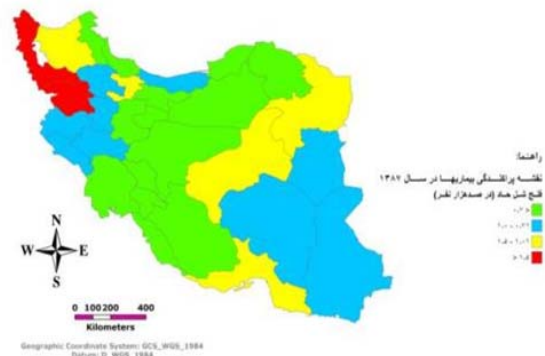 راهنما:
نقشه پراکندگی بیماریها در سال ۱۳۸۷
فلج شل حاد (در صدهزار نفر)
N
W E
S
0 100 200 400
Kilometers
Geographic Coordinate System: GCS_WGS_1984
Datum: D_WGS_1984